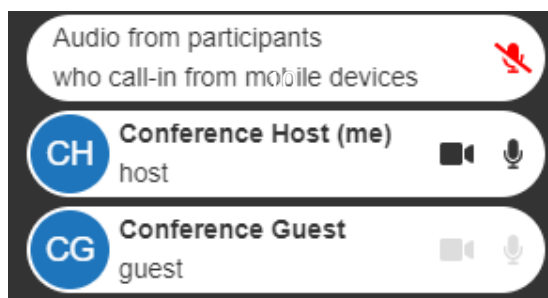 Audio from participants
who call-in from mobile devices
CH
Conference Host (me)
host
CG
Conference Guest
guest